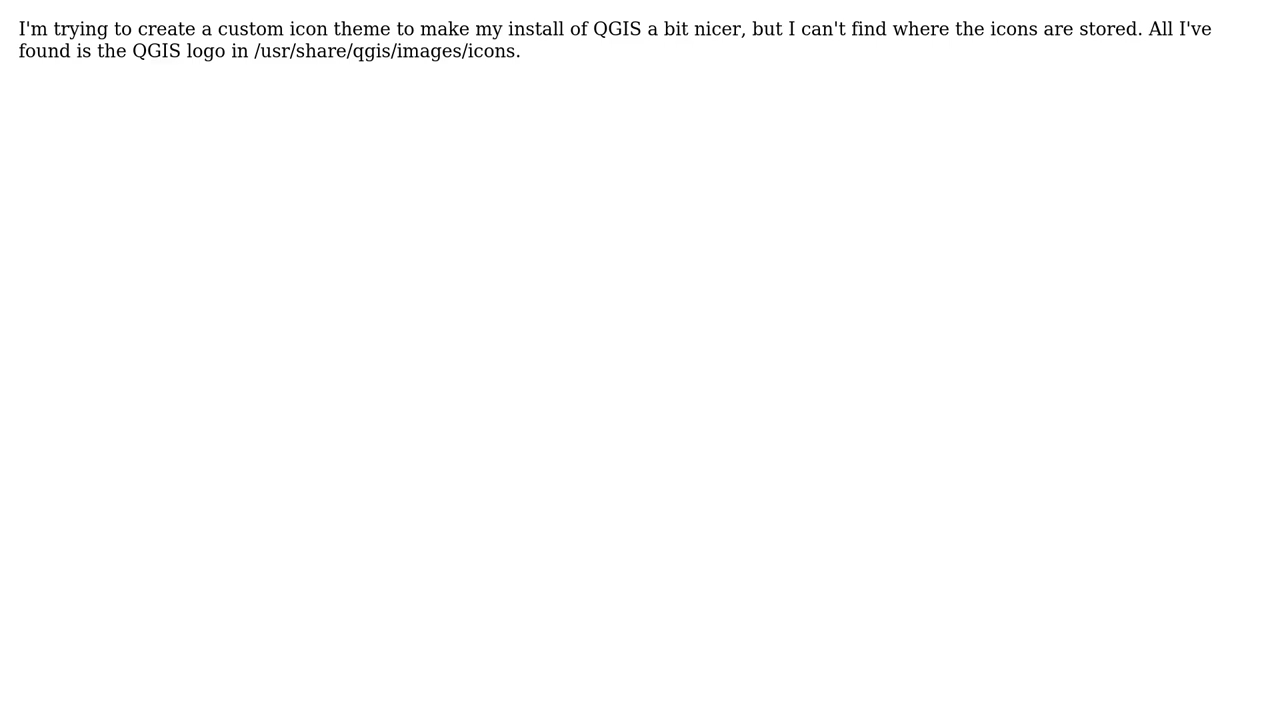 I'm trying to create a custom icon theme to make my install of QGIS a bit nicer, but I can't find where the icons are stored. All I've
found is the QGIS logo in /usr/share/qgis/images/icons.